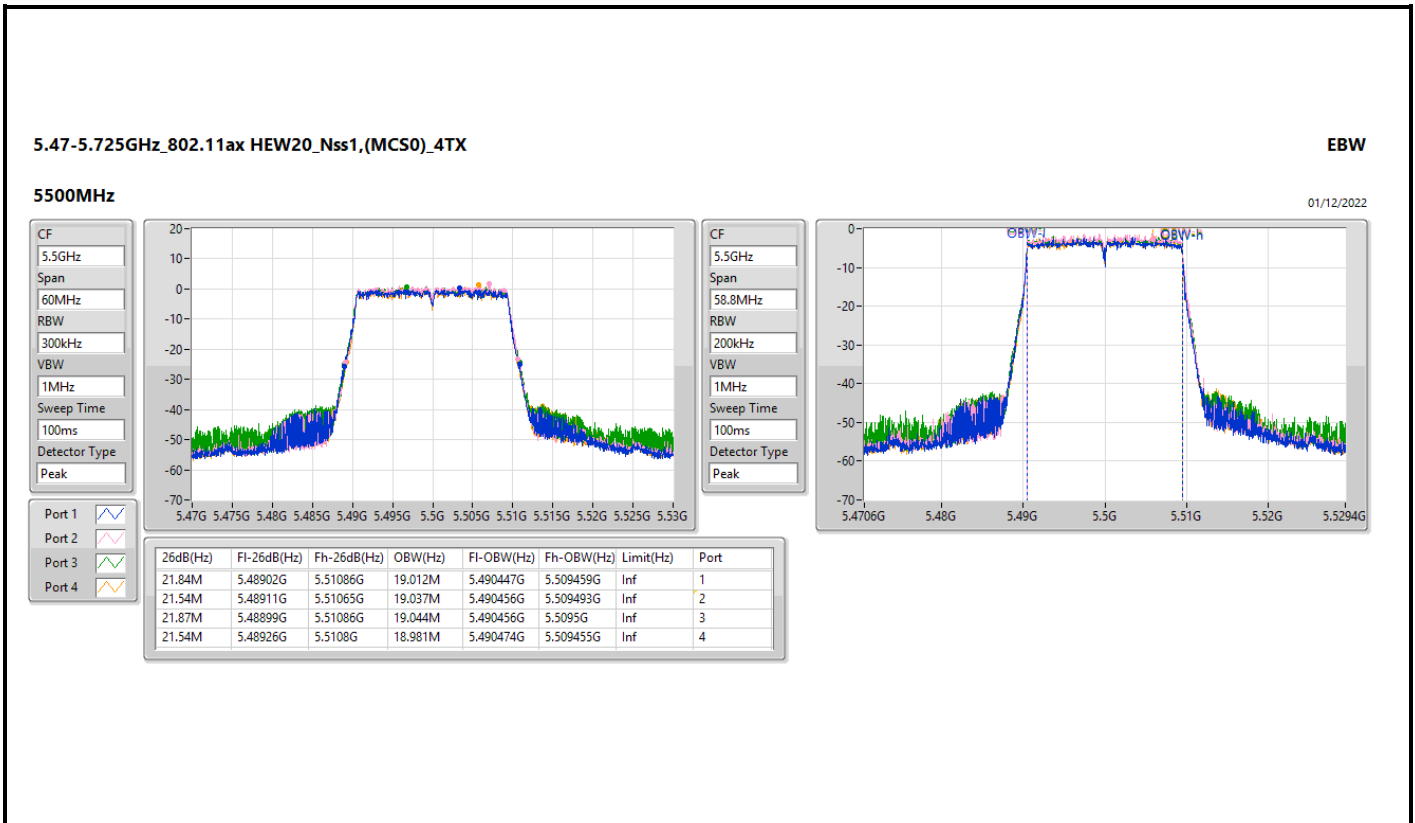 5.47-5.725GHz_802.11ax HEW20_Nss1,(MCS0)_4TX
EBW
5500MHz
01/12/2022
CF
5.5GHz
Span
60MHz
RBW
300kHz
VBW
1MHz
Sweep Time
100ms
Detector Type
Peak
20
10
0
-10
-20
-30
-40
-50
-60
-70
5.47G 5.475G 5.48G 5.485G 5.49G 5.495G 5.5G 5.505G 5.51G 5.515G 5.52G 5.525G 5.53G
CF
5.5GHz
Span
58.8MHz
RBW
200kHz
VBW
1MHz
Sweep Time
100ms
Detector Type
Peak
OBW-l OBW-h
0
-10
-20
-30
-40
-50
-60
-70
5.4706G 5.48G 5.49G 5.5G 5.51G 5.52G 5.5294G
Port 1
Port 2
Port 3
Port 4
26dB(Hz) Fl-26dB(Hz) Fh-26dB(Hz) OBW(Hz) Fl-OBW(Hz) Fh-OBW(Hz) Limit(Hz) Port
21.84M 5.48902G 5.51086G 19.012M 5.490447G 5.509459G Inf 1
21.54M 5.48911G 5.51065G 19.037M 5.490456G 5.509493G Inf 2
21.87M 5.48899G 5.51086G 19.044M 5.490456G 5.5095G Inf 3
21.54M 5.48926G 5.5108G 18.981M 5.490474G 5.509455G Inf 4